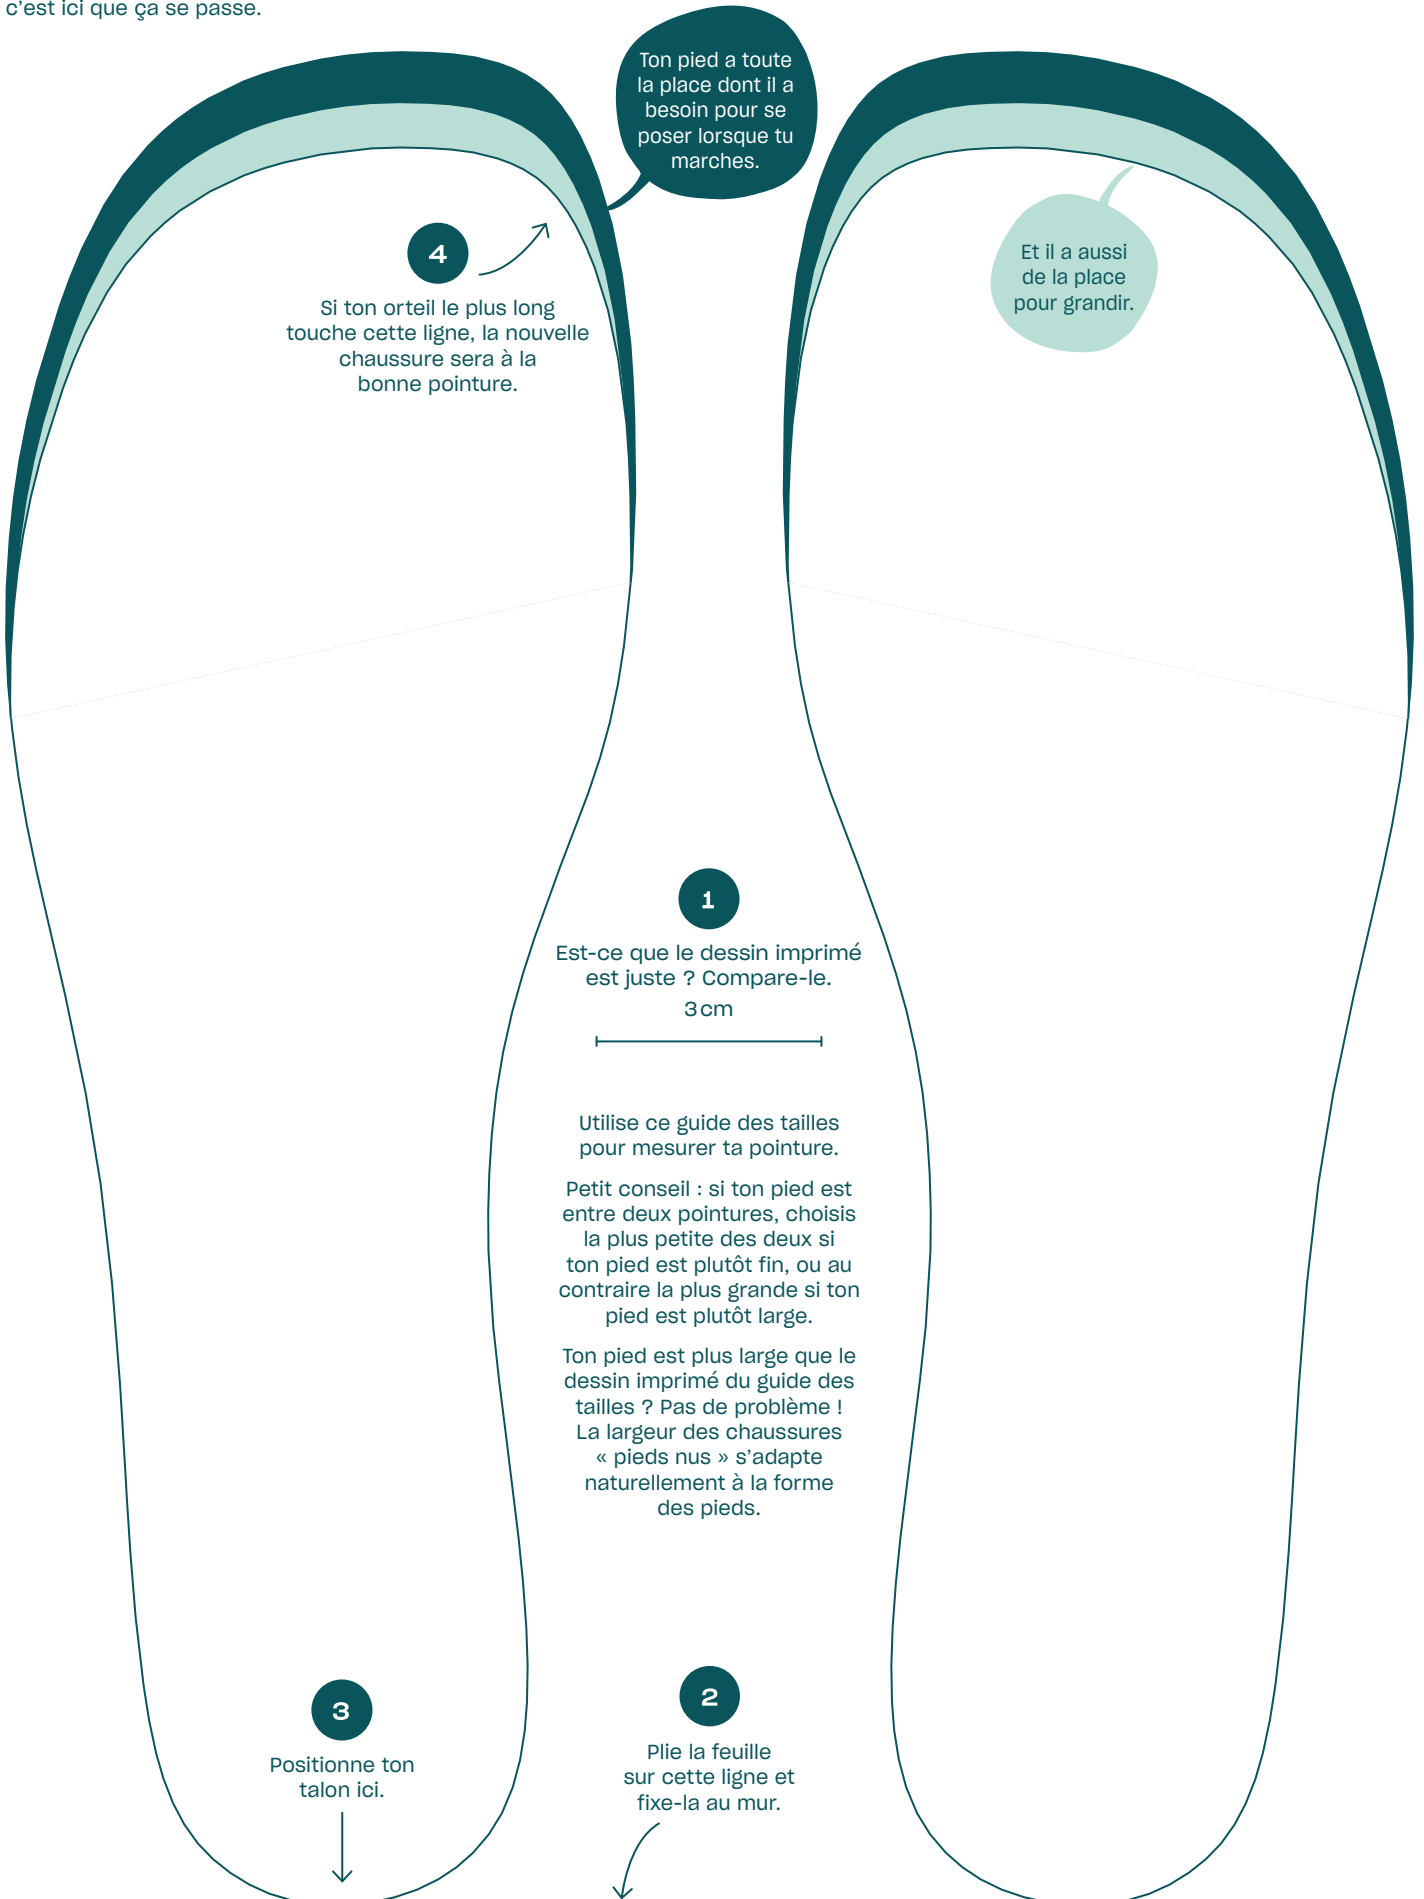 c’est ici que ça se passe.
Ton pied a toute
la place dont il a
besoin pour se
poser lorsque tu
marches.
4
Si ton orteil le plus long
touche cette ligne, la nouvelle
chaussure sera à la
bonne pointure.
Et il a aussi
de la place
pour grandir.
1
Est-ce que le dessin imprimé
est juste ? Compare-le.
3 cm
Utilise ce guide des tailles
pour mesurer ta pointure.
Petit conseil : si ton pied est
entre deux pointures, choisis
la plus petite des deux si
ton pied est plutôt fin, ou au
contraire la plus grande si ton
pied est plutôt large.
Ton pied est plus large que le
dessin imprimé du guide des
tailles ? Pas de problème !
La largeur des chaussures
« pieds nus » s’adapte
naturellement à la forme
des pieds.
3
Positionne ton
talon ici.
2
Plie la feuille
sur cette ligne et
fixe-la au mur.